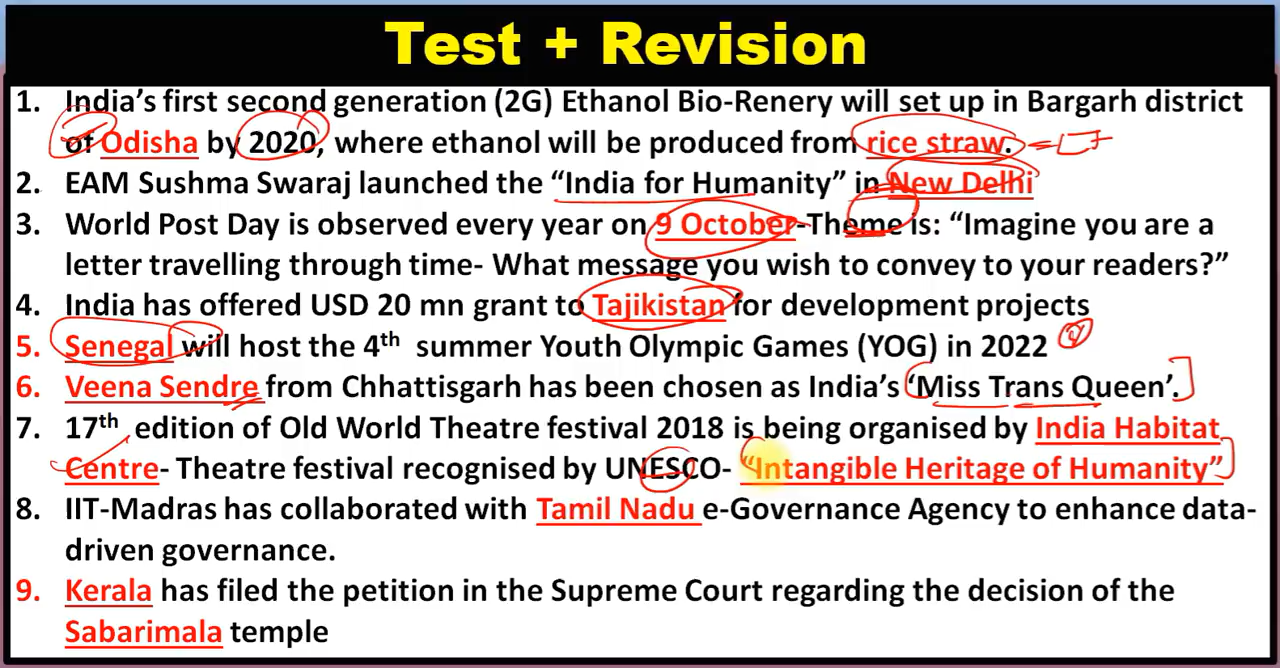 Test + Revision
1. India's first second generation (2G) Ethanol Bio-Renery will set up in Bargarh district
of Odisha by 2020, where ethanol will be produced from rice straw.
2. EAM Sushma Swaraj launched the “India for Humanity” in New Delhi
3. World Post Day is observed every year on 9 October-Theme is: “Imagine you are a
letter travelling through time- What message you wish to convey to your readers?”
4. India has offered USD 20 mn grant to Tajikistan for development projects
5. Senegal will host the 4th summer Youth Olympic Games (YOG) in 2022
6. Veena Sendre from Chhattisgarh has been chosen as India's ‘Miss Trans Queen’.
7. 17th edition of Old World Theatre festival 2018 is being organised by India Habitat
Centre- Theatre festival recognised by UNESCO- “Intangible Heritage of Humanity”
8. IIT-Madras has collaborated with Tamil Nadu e-Governance Agency to enhance data-
driven governance.
9. Kerala has filed the petition in the Supreme Court regarding the decision of the
Sabarimala temple